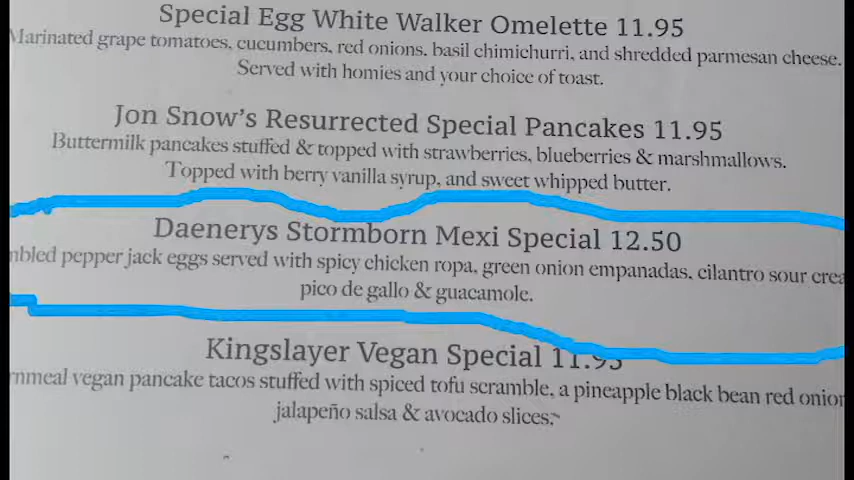 Special Egg White Walker Omelette 11.95
Marinated grape tomatoes, cucumbers, red onions, basil chimichurri, and shredded parmesan cheese.
Served with homies and your choice of toast.
Jon Snow's Resurrected Special Pancakes 11.95
Buttermilk pancakes stuffed & topped with strawberries, blueberries & marshmallows.
Topped with berry vanilla syrup, and sweet whipped butter.
Daenerys Stormborn Mexi Special 12.50
pepper jack eggs served with spicy chicken ropa, green onion empanadas, cilantro sour
pico de gallo & guacamole.
Kingslayer Vegan Special 11.95
vegan pancake tacos stuffed with spiced tofu scramble, a pineapple black bean red
jalapeño salsa & avocado slices.